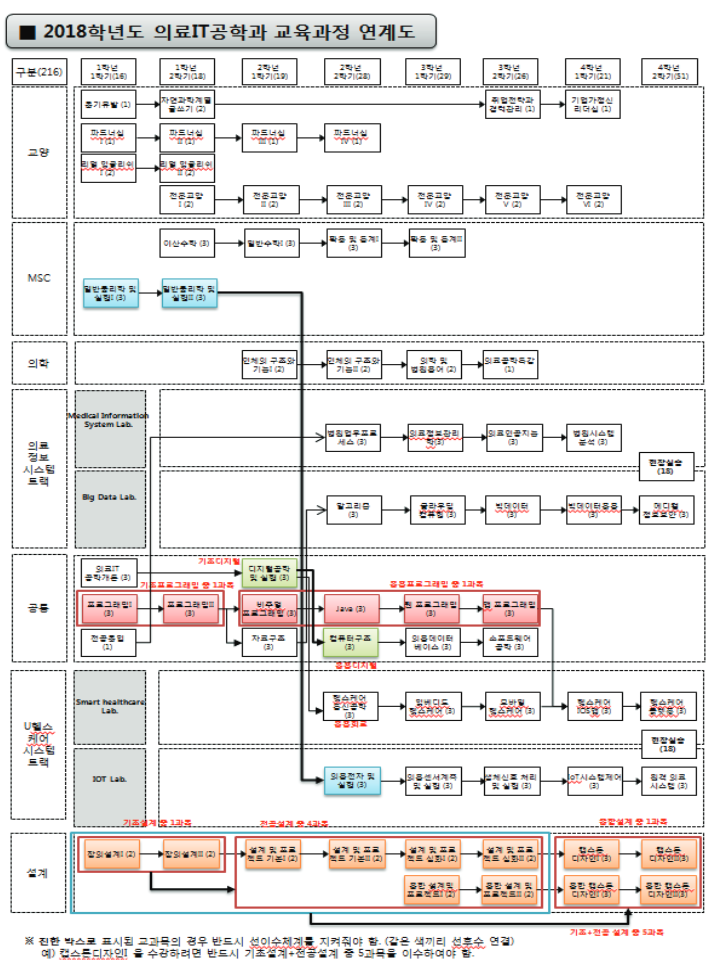 ■ 2018학년도 의료IT공학과 교육과정 연계도
구분(216)
1학년
1학기(16)
1학년
2학기(18)
2학년
1학기(19)
2학년
2학기(28)
3학년
1학기(29)
3학년
2학기(26)
4학년
1학기(21)
4학년
2학기(31)
교양
동기유발 (1)
자연과학계열
글쓰기 (2)
취업전략과
경력관리 (1)
기업가정신
리더십 (1)
파트너십
I (1)
파트너십
II (1)
파트너십
III (1)
파트너십
IV (1)
리얼 잉글리쉬
I (2)
리얼 잉글리쉬
II (2)
전문교양
I (2)
전문교양
II (2)
전문교양
III (2)
전문교양
IV (2)
전문교양
V (2)
전문교양
VI (2)
MSC
이산수학 (3)
일반수학I (3)
확률 및 통계I
(3)
확률 및 통계II
(3)
일반물리학 및
실험I (3)
일반물리학 및
실험II (3)
의학
인체의 구조와
기능I (2)
인체의 구조와
기능II (2)
의학 및
병원용어 (2)
의료공학특강
(1)
의료
정보
시스템
트랙
Medical Information
System Lab.
병원업무프로
세스 (3)
의료정보관리
학(3)
의료인공지능
(3)
병원시스템
분석 (3)
현장실습
(18)
Big Data Lab.
알고리즘
(3)
클라우딩
컴퓨팅 (3)
빅데이터
(3)
빅데이터응용
(3)
메디컬
정보보안 (3)
공통
의료IT
공학개론 (3)
기초디지털
디지털공학
및 실험 (3)
기초프로그래밍 중 1과목
응용프로그래밍 중 1과목
프로그래밍I
(3)
프로그래밍II
(3)
비주얼
프로그래밍 (3)
Java (3)
웹 프로그래밍
(3)
앱 프로그래밍
(3)
전공몰입
(1)
자료구조
(3)
컴퓨터구조
(3)
의용데이터
베이스 (3)
소프트웨어
공학 (3)
응용디지털
U헬스
케어
시스템
트랙
Smart healthcare
Lab.
헬스케어
통신공학
(3)
임베디드
헬스케어 (3)
모바일
헬스케어 (3)
헬스케어
IOS앱 (3)
헬스케어
플랫폼 (3)
응용회로
현장실습
(18)
IOT Lab.
의용전자 및
실험 (3)
의용센서계측
및 실험 (3)
생체신호 처리
및 실험 (3)
IoT시스템제어
(3)
원격 의료
시스템 (3)
기초설계 중 1과목
전공설계 중 4과목
종합설계 중 1과목
설계
창의설계I (2)
창의설계II (2)
설계 및 프로
젝트 기본I (2)
설계 및 프로
젝트 기본II (2)
설계 및 프로
젝트 심화I (2)
설계 및 프로
젝트 심화II (2)
캡스톤
디자인I (3)
캡스톤
디자인II(3)
융합 설계 및
프로젝트I (2)
융합 설계 및
프로젝트II (2)
융합 캡스톤
디자인I (3)
융합 캡스톤
디자인II(3)
기초+전공 설계 중 5과목
※ 진한 박스로 표시된 교과목의 경우 반드시 선이수체계를 지켜줘야 함. (같은 색끼리 선후수 연결)
예) 캡스톤디자인I 을 수강하려면 반드시 기초설계+전공설계 중 5과목을 이수하여야 함.